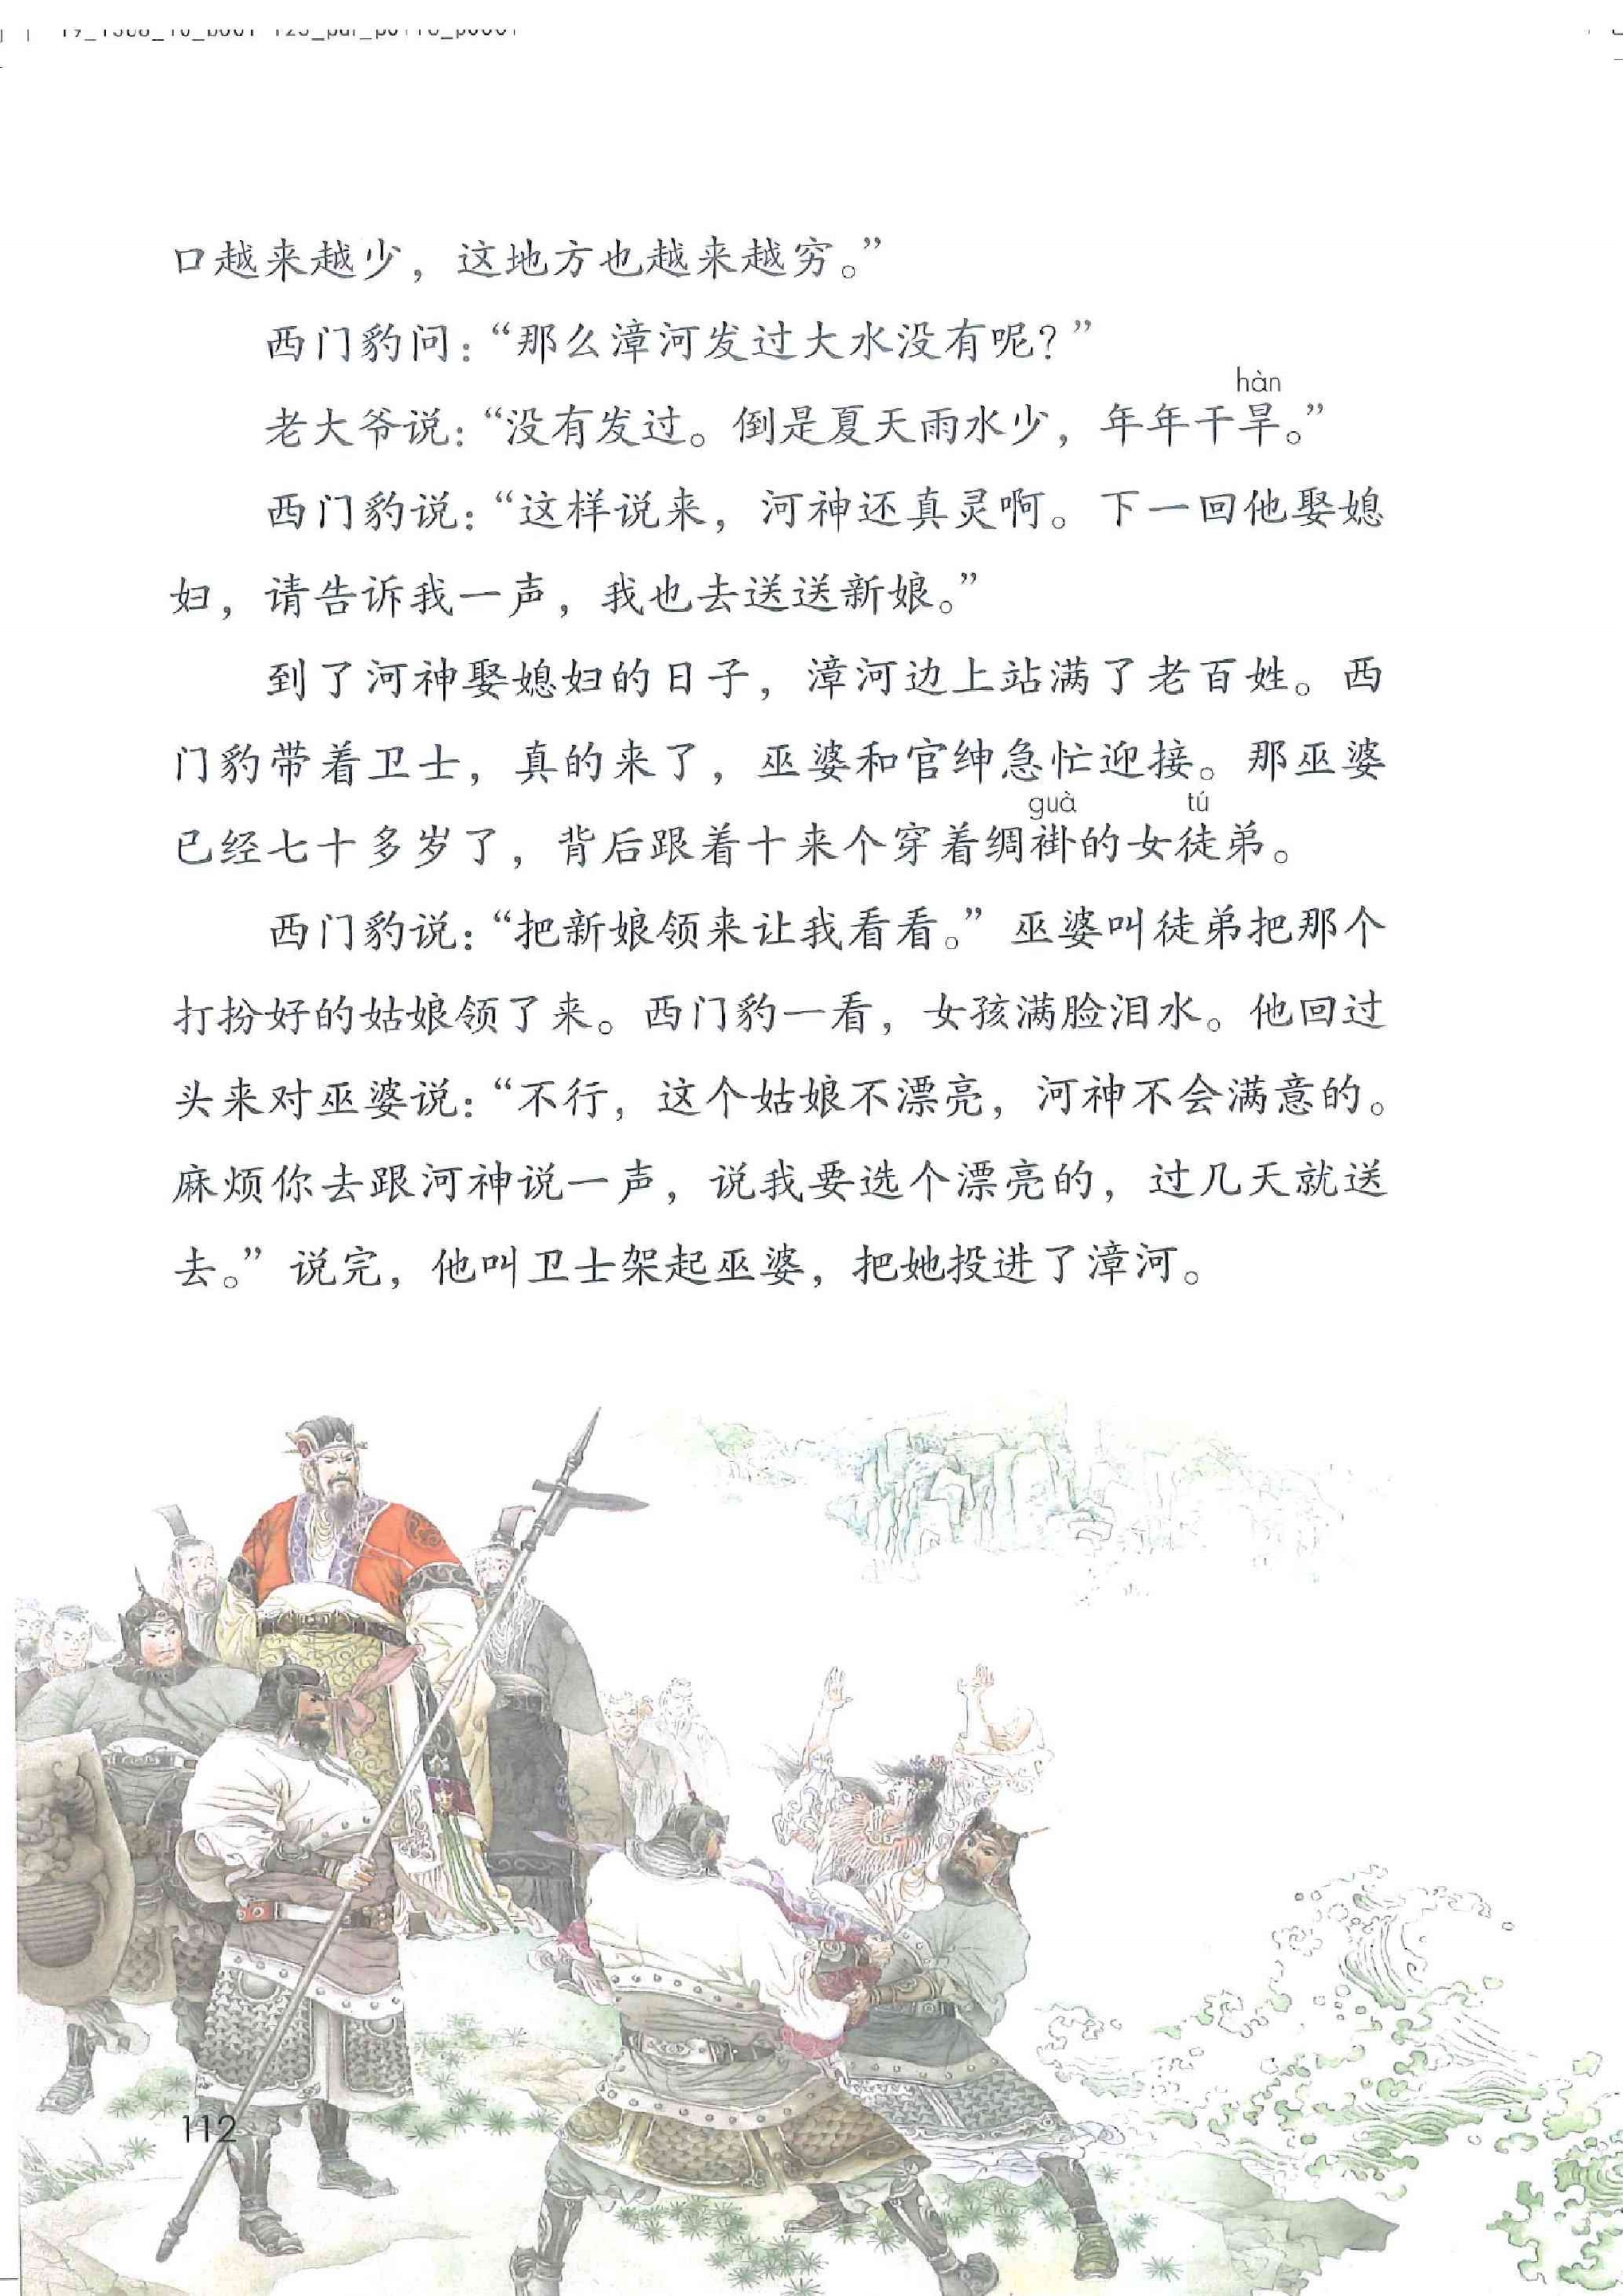 口越来越少，这地方也越来越穷。”
西门豹问：“那么漳河发过大水没有呢？”
hàn
老大爷说：“没有发过。倒是夏天雨水少，年年干旱。”
西门豹说：“这样说来，河神还真灵啊。下一回他娶媳
妇，请告诉我一声，我也去送送新娘。”
到了河神娶媳妇的日子，漳河边上站满了老百姓。西
门豹带着卫士，真的来了，巫婆和官绅急忙迎接。那巫婆
guà tú
已经七十多岁了，背后跟着十来个穿着绸褂的女徒弟。
西门豹说：“把新娘领来让我看看。”巫婆叫徒弟把那个
打扮好的姑娘领了来。西门豹一看，女孩满脸泪水。他回过
头来对巫婆说：“不行，这个姑娘不漂亮，河神不会满意的。
麻烦你去跟河神说一声，说我要选个漂亮的，过几天就送
去。”说完，他叫卫士架起巫婆，把她投进了漳河。
112